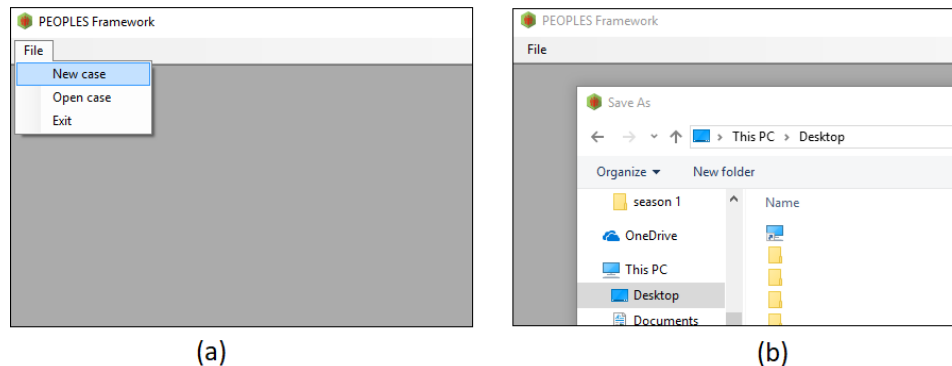 PEOPLES Framework
File
New case
Open case
Exit
(a)
PEOPLES Framework
File
Save As
This PC > Desktop
Organize New folder
season 1
OneDrive
This PC
Desktop
Documents
Name
(b)